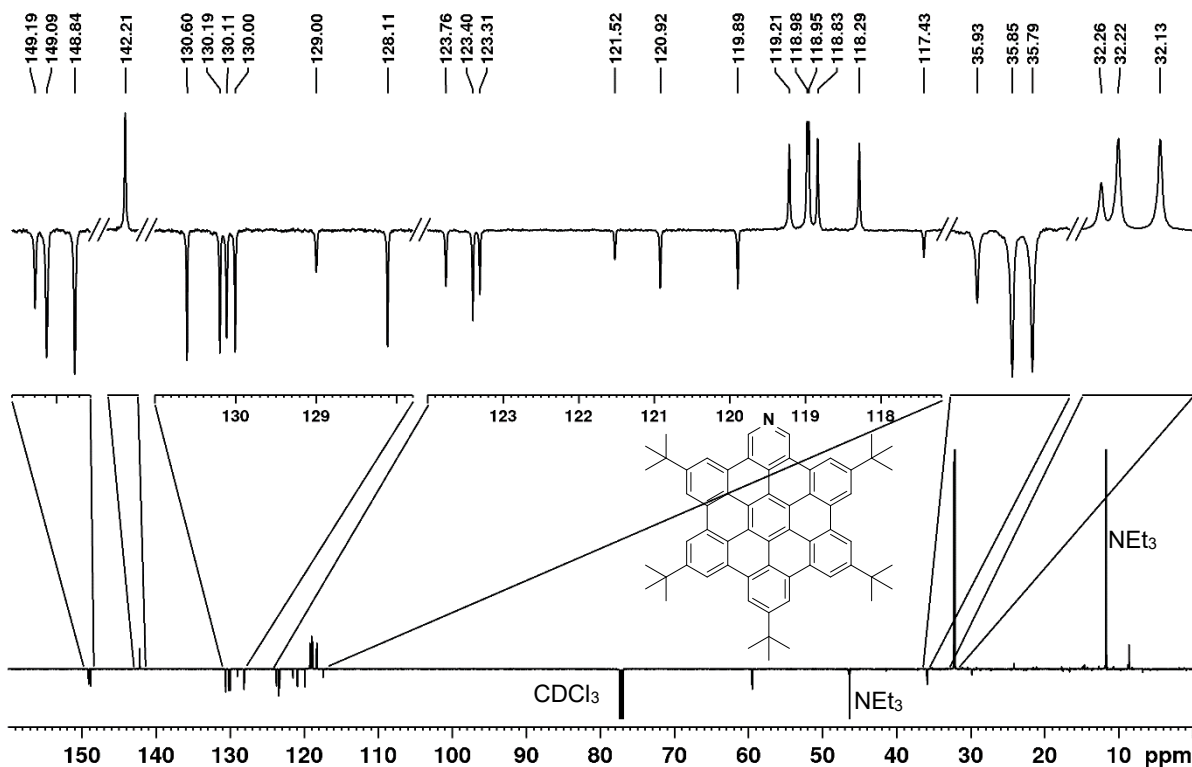 149.19 149.09 148.84 142.21 130.60 130.19 130.11 130.00 129.00 128.11 123.76 123.40 123.31 121.52 120.92 119.89 119.21 118.98 118.95 118.83 118.29 117.43 35.93 35.85 35.79 32.26 32.22 32.13
130 129 123 122 121 120 119 118
N
NEt3
CDCl3 NEt3
150 140 130 120 110 100 90 80 70 60 50 40 30 20 10 ppm